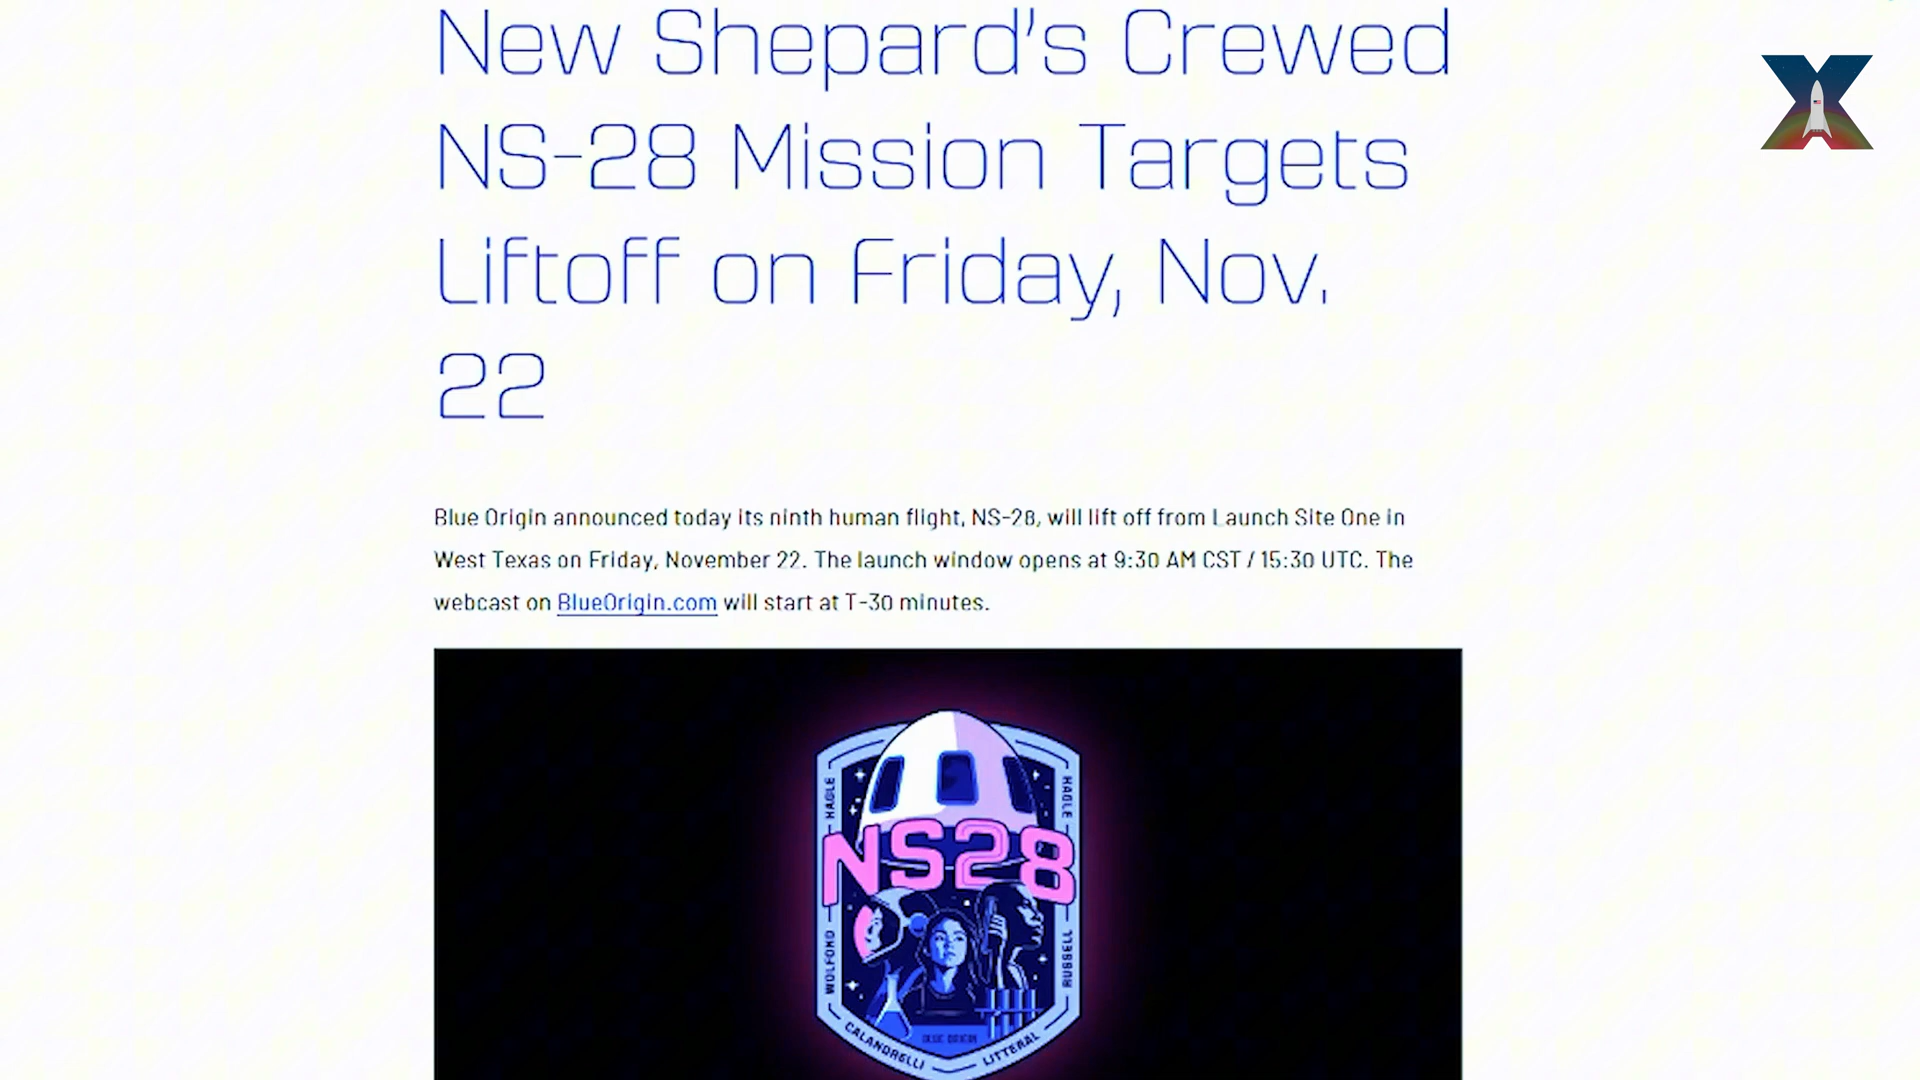 New Shepard's Crewed
NS-28 Mission Targets
Liftoff on Friday, Nov.
22
Blue Origin announced today its ninth human flight, NS-28, will lift off from Launch Site One in
West Texas on Friday, November 22. The launch window opens at 9:30 AM CST / 15:30 UTC. The
webcast on BlueOrigin.com will start at T-30 minutes.
HAGLE
HAGLE
NS28
WOLFORD
RUSSELL
BLUE ORIGIN
CALANDRELLI
LITTERAL
X